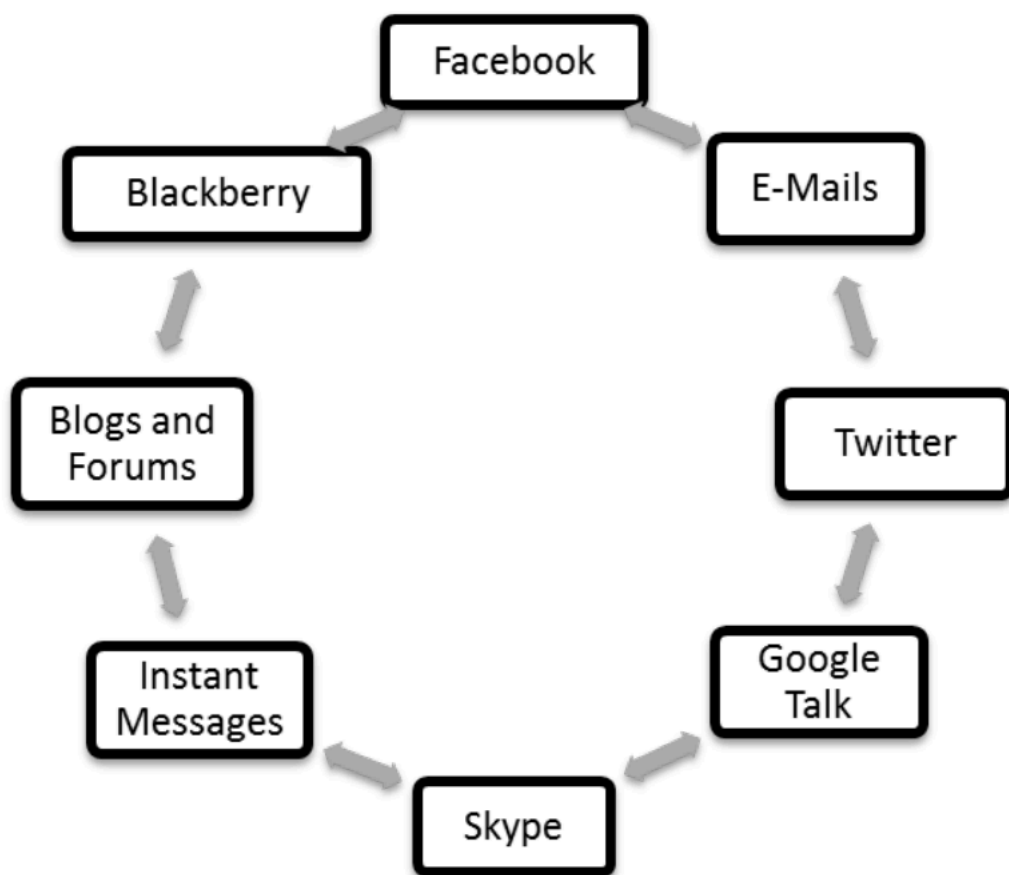 Facebook
E-Mails
Twitter
Google
Talk
Skype
Instant
Messages
Blogs and
Forums
Blackberry